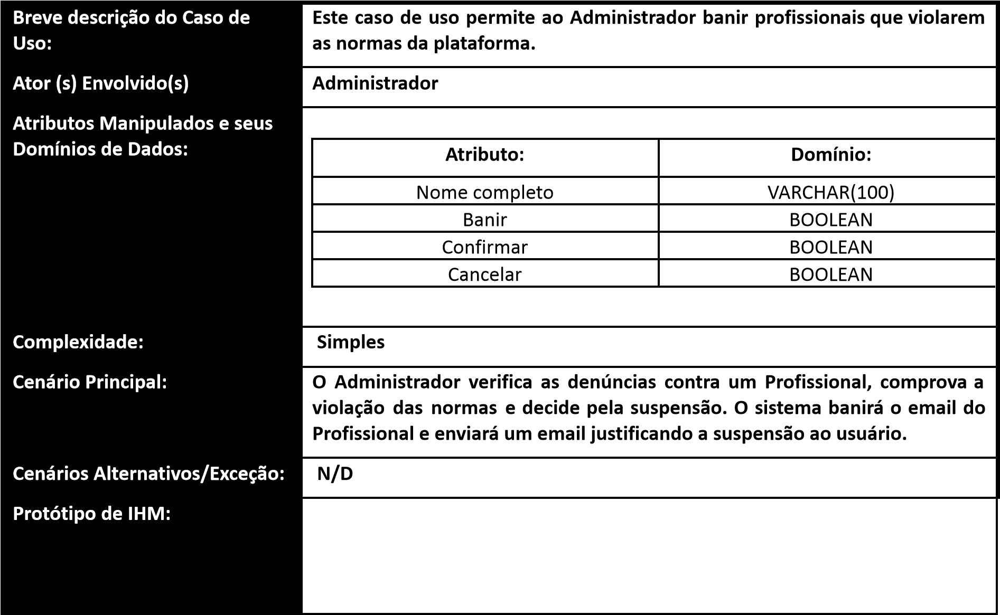 Breve descrição do Caso de
Uso:
Este caso de uso permite ao Administrador banir profissionais que violarem
as normas da plataforma.
Ator (s) Envolvido(s)
Administrador
Atributos Manipulados e seus
Domínios de Dados:
Atributo:
Domínio:
Nome completo
VARCHAR(100)
Banir
BOOLEAN
Confirmar
BOOLEAN
Cancelar
BOOLEAN
Complexidade:
Simples
Cenário Principal:
O Administrador verifica as denúncias contra um Profissional, comprova a
violação das normas e decide pela suspensão. O sistema banirá o email do
Profissional e enviará um email justificando a suspensão ao usuário.
Cenários Alternativos/Exceção:
N/D
Protótipo de IHM: